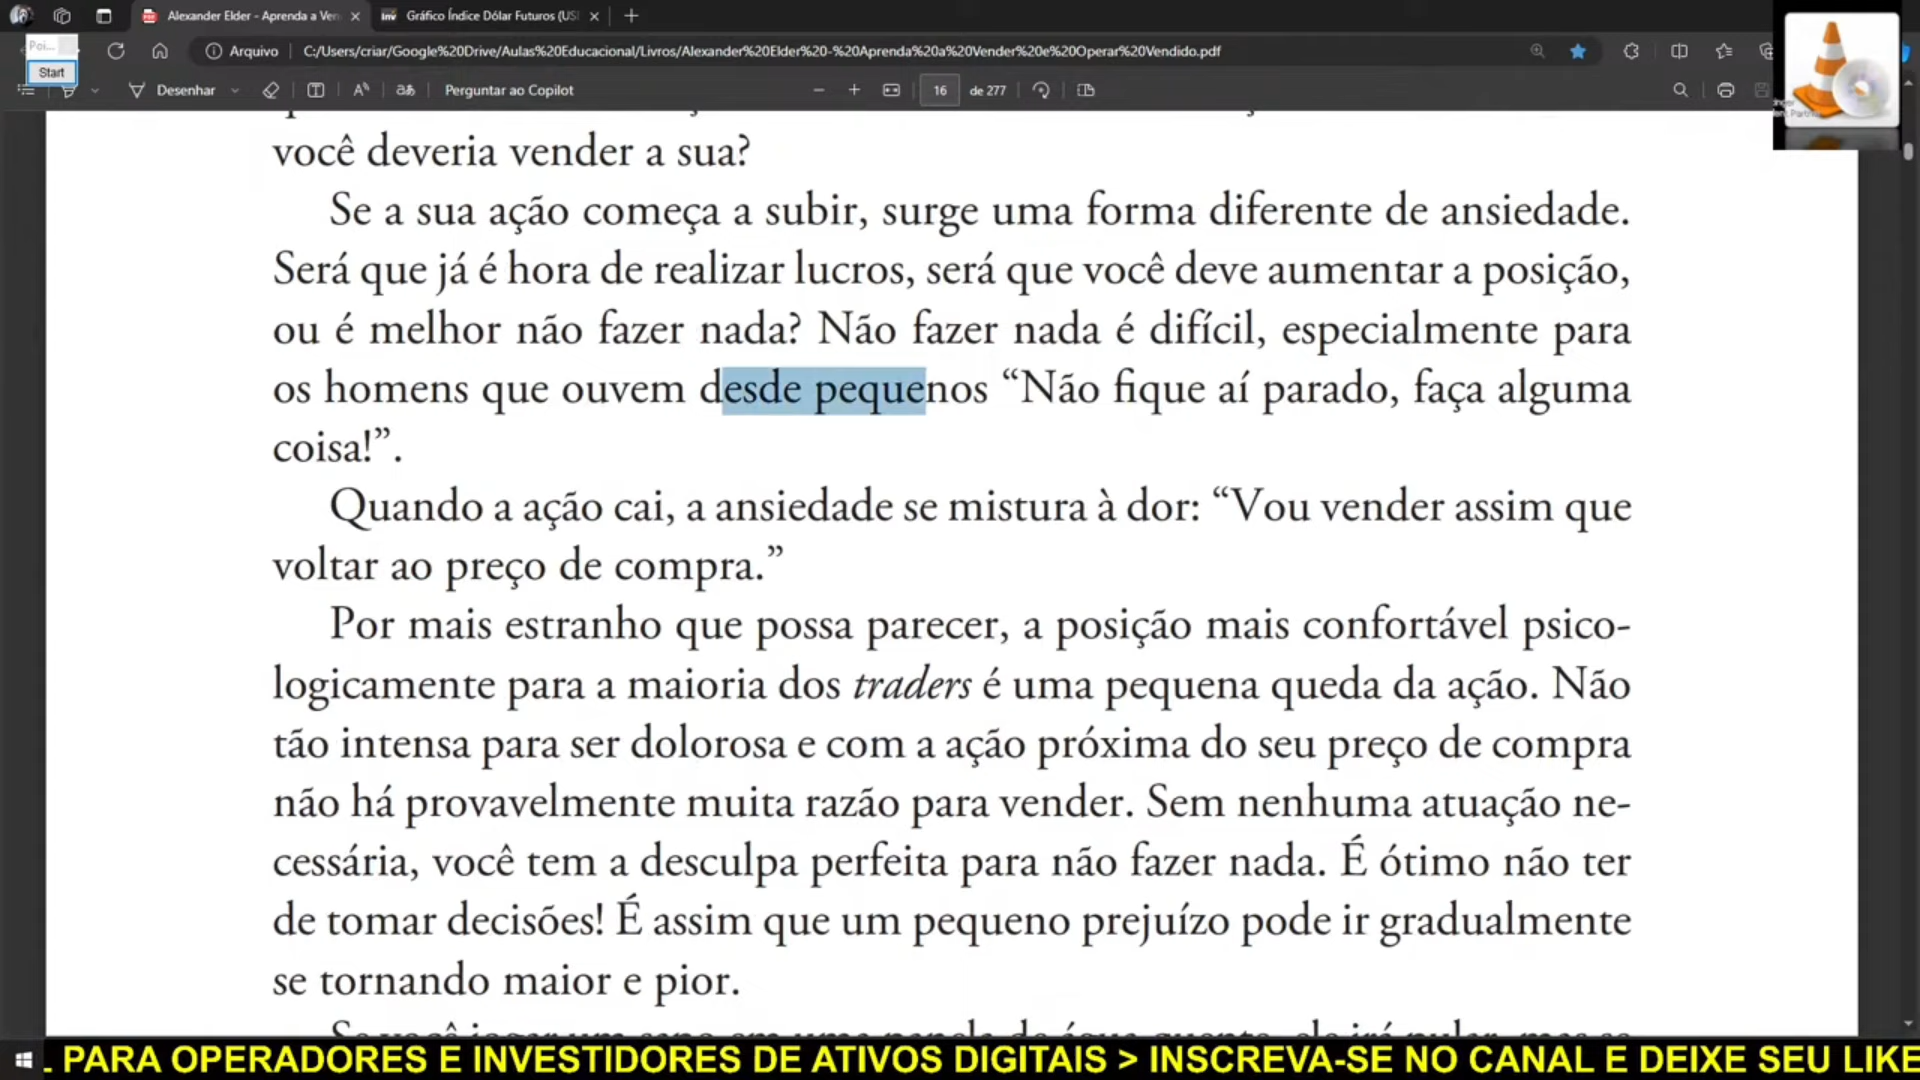 Alexander Elder - Aprenda a Ven
Gráfico Índice Dólar Futuros (US
Poi...
Start
Arquivo
C:/Users/criar/Google%20Drive/Aulas%20Educacional/Livros/Alexander%20Elder%20-%20Aprenda%20a%20Vender%20e%20Operar%20Vendido.pdf
Desenhar
Perguntar ao Copilot
16 de 277
você deveria vender a sua?
Se a sua ação começa a subir, surge uma forma diferente de ansiedade.
Será que já é hora de realizar lucros, será que você deve aumentar a posição,
ou é melhor não fazer nada? Não fazer nada é difícil, especialmente para
os homens que ouvem desde pequenos “Não fique aí parado, faça alguma
coisa!”.
Quando a ação cai, a ansiedade se mistura à dor: “Vou vender assim que
voltar ao preço de compra.”
Por mais estranho que possa parecer, a posição mais confortável psico-
logicamente para a maioria dos traders é uma pequena queda da ação. Não
tão intensa para ser dolorosa e com a ação próxima do seu preço de compra
não há provavelmente muita razão para vender. Sem nenhuma atuação ne-
cessária, você tem a desculpa perfeita para não fazer nada. É ótimo não ter
de tomar decisões! É assim que um pequeno prejuízo pode ir gradualmente
se tornando maior e pior.
PARA OPERADORES E INVESTIDORES DE ATIVOS DIGITAIS > INSCREVA-SE NO CANAL E DEIXE SEU LIKE